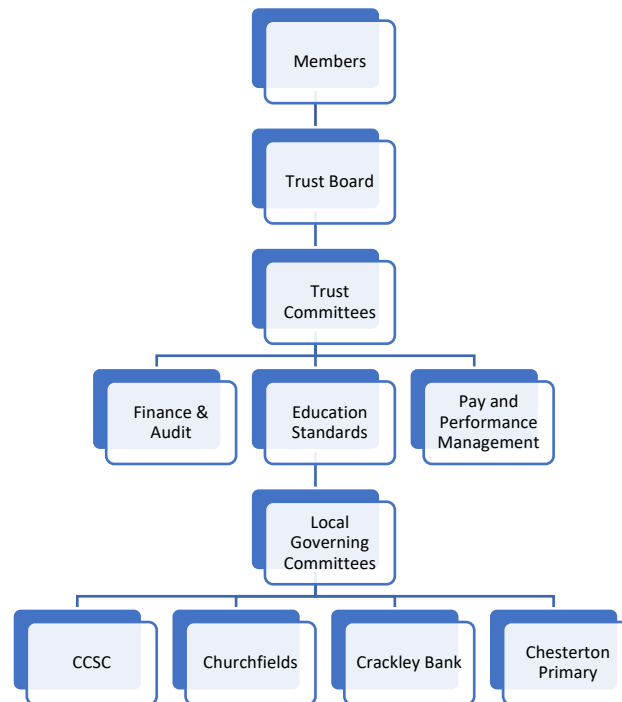 Members
Trust Board
Trust
Committees
Finance &
Audit
Education
Standards
Pay and
Performance
Management
Local
Governing
Committees
CCSC
Churchfields
Crackley Bank
Chesterton
Primary